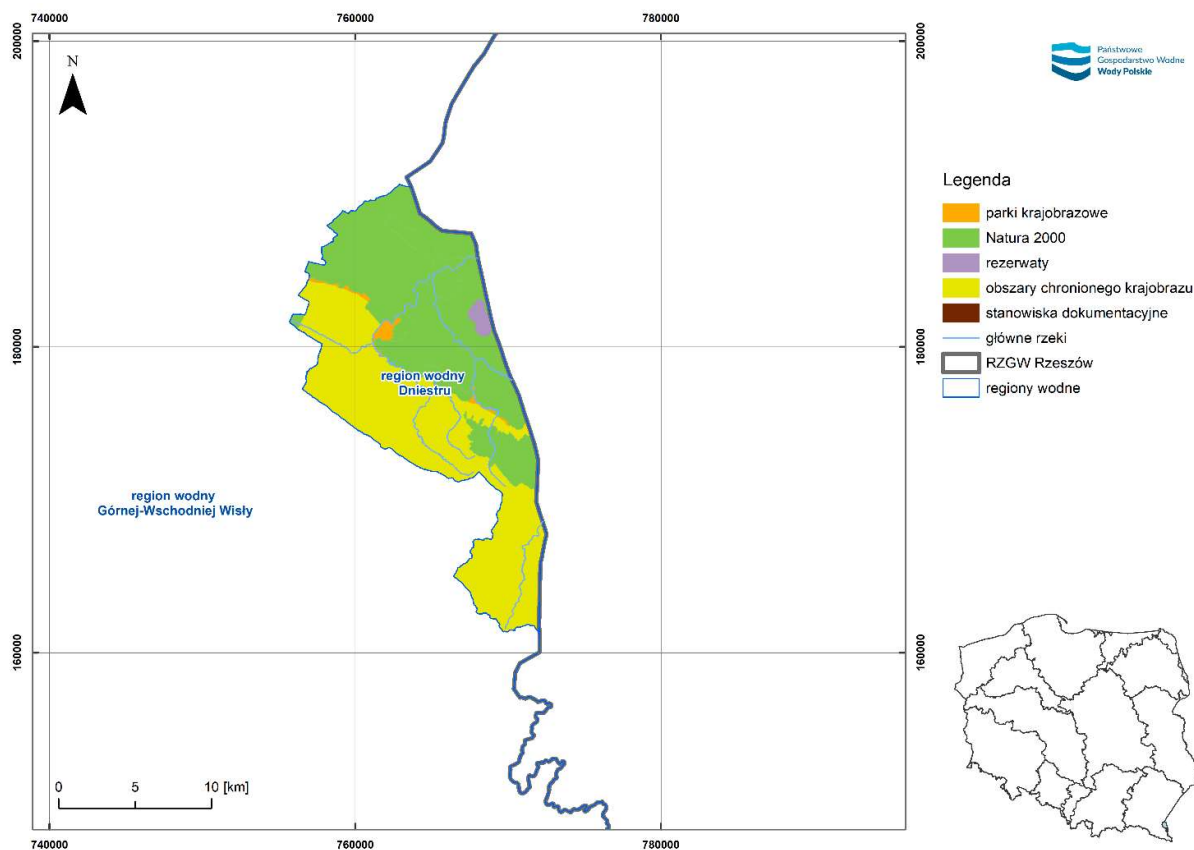 740000
760000
780000
200000
200000
N
Państwowe
Gospodarstwo Wodne
Wody Polskie
Legenda
parki krajobrazowe
Natura 2000
rezerwaty
obszary chronionego krajobrazu
stanowiska dokumentacyjne
główne rzeki
RZGW Rzeszów
regiony wodne
180000
180000
region wodny
Dniestru
region wodny
Górnej-Wschodniej Wisły
160000
160000
0 5 10 [km]
740000
760000
780000